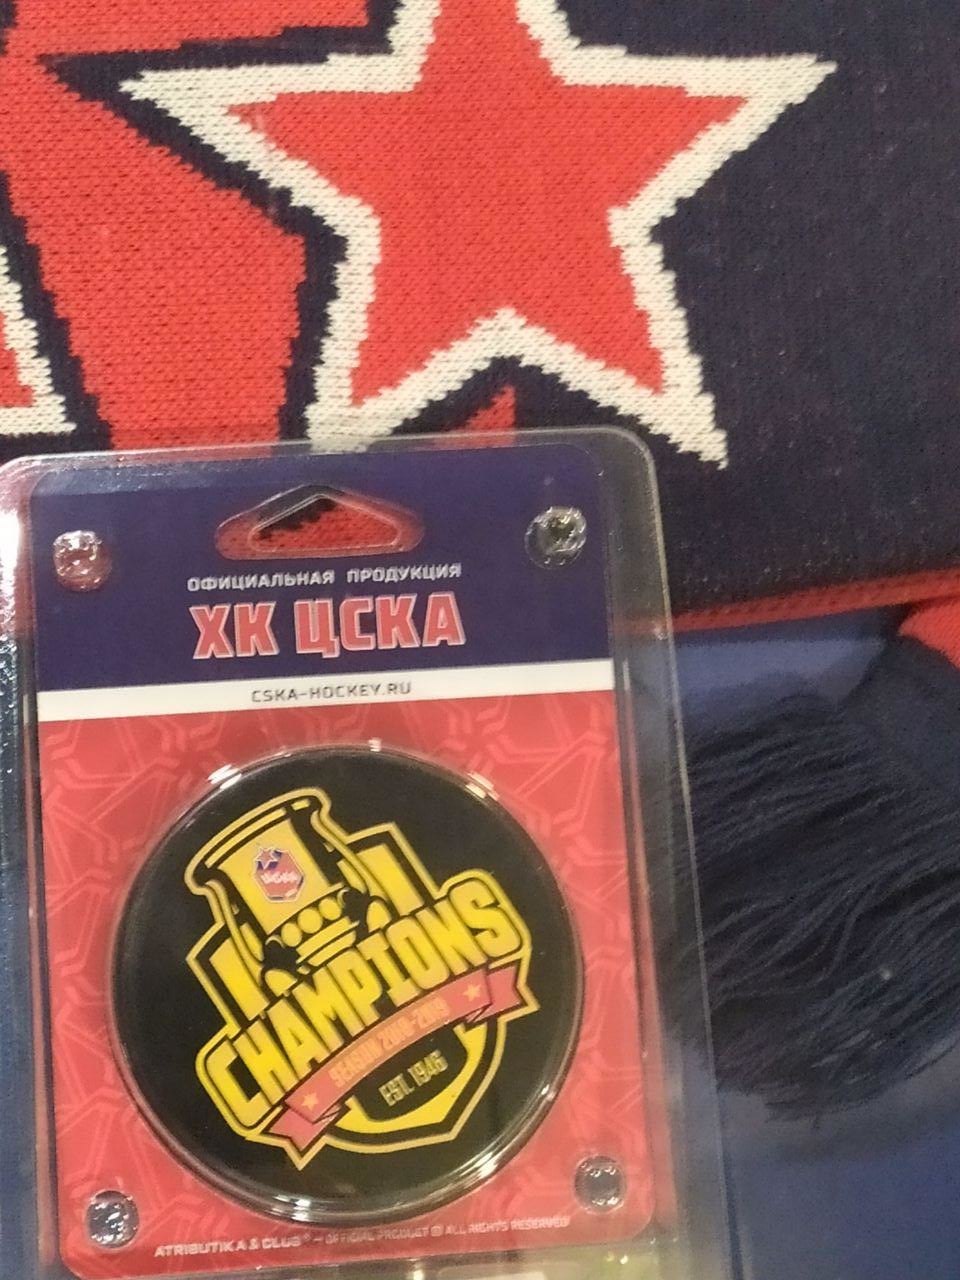 ОФИЦИАЛЬНАЯ ПРОДУКЦИЯ
ХК ЦСКА
CSKA-HOCKEY.RU
ЦСКА
CHAMPIONS
SEASON 2018-2019
EST. 1946
ATRIBUTIKA & CLUB ® — OFFICIAL PRODUCT © ALL RIGHTS RESERVED